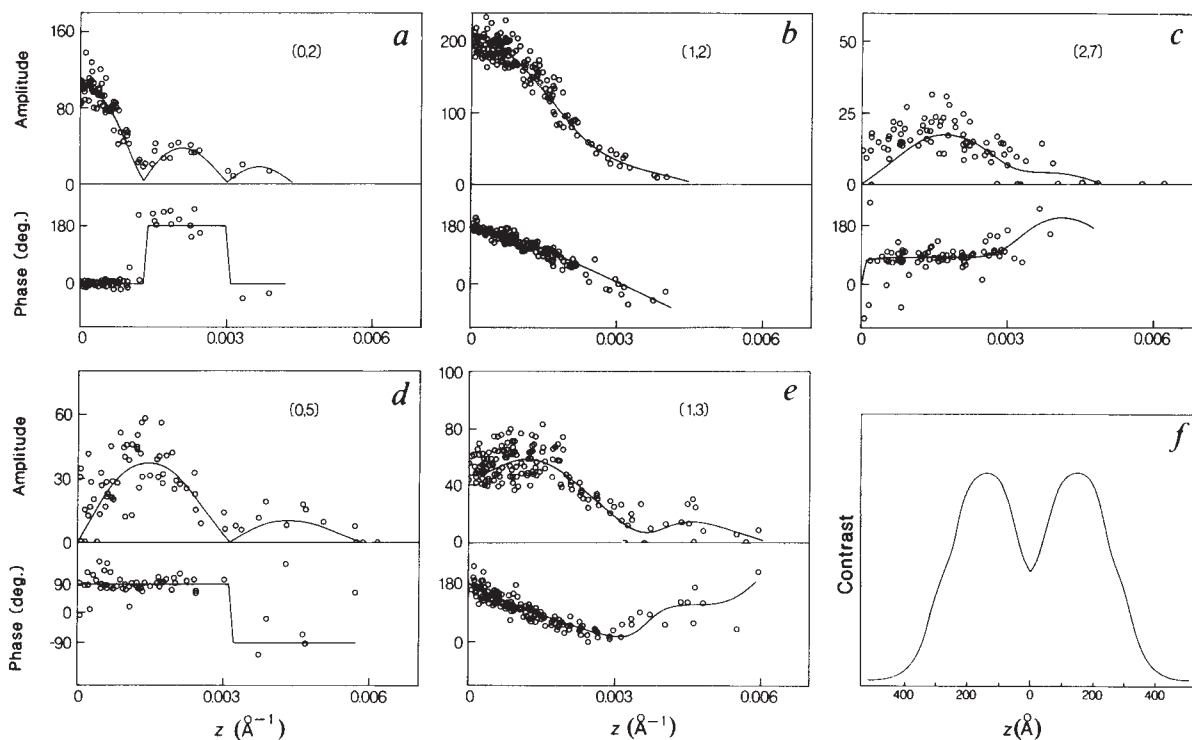 a
(0,2)
Amplitude
160
80
0
Phase (deg.)
180
0
0 0.003 0.006
b
(1,2)
200
100
0
180
0
0 0.003 0.006
c
(2,7)
50
25
0
180
0
0 0.003 0.006
d
(0,5)
Amplitude
60
30
0
Phase (deg.)
90
0
-90
0 0.003 0.006
z (Å⁻¹)
e
(1,3)
100
80
40
0
180
0
0 0.003 0.006
z (Å⁻¹)
f
Contrast
400 200 0 200 400
z(Å)